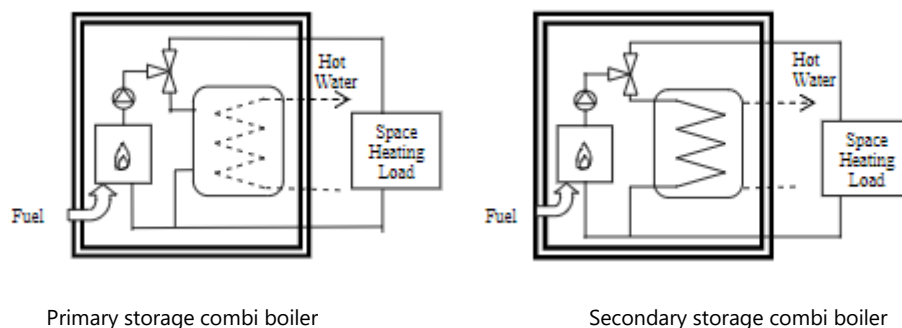 Hot
Water
Space
Heating
Load
Fuel
Primary storage combi boiler
Hot
Water
Space
Heating
Load
Fuel
Secondary storage combi boiler